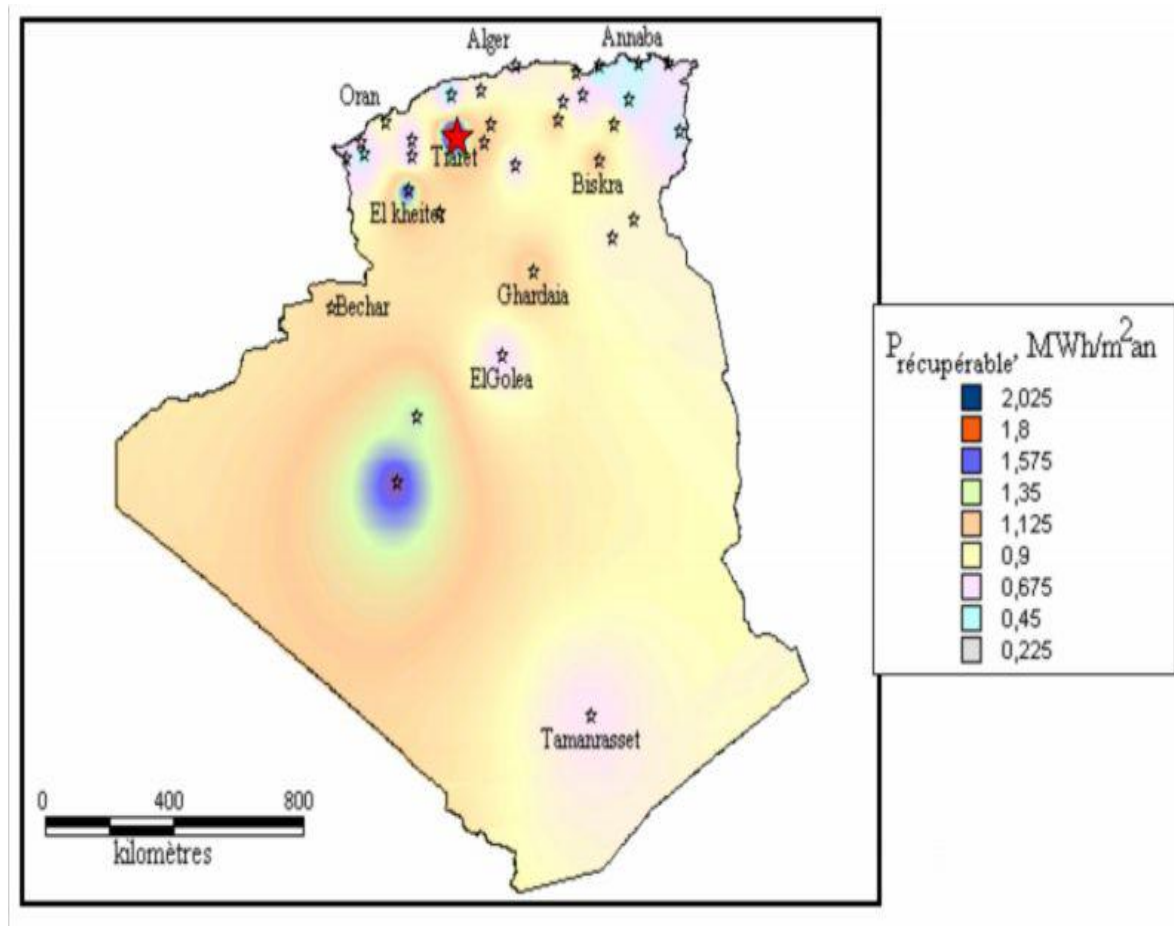 Alger
Annaba
Oran
Tiaret
Biskra
El kheiter
Ghardaia
Bechar
ElGolea
Tamanrasset
0 400 800
kilomètres
Précupérable, MWh/m²an
2,025
1,8
1,575
1,35
1,125
0,9
0,675
0,45
0,225